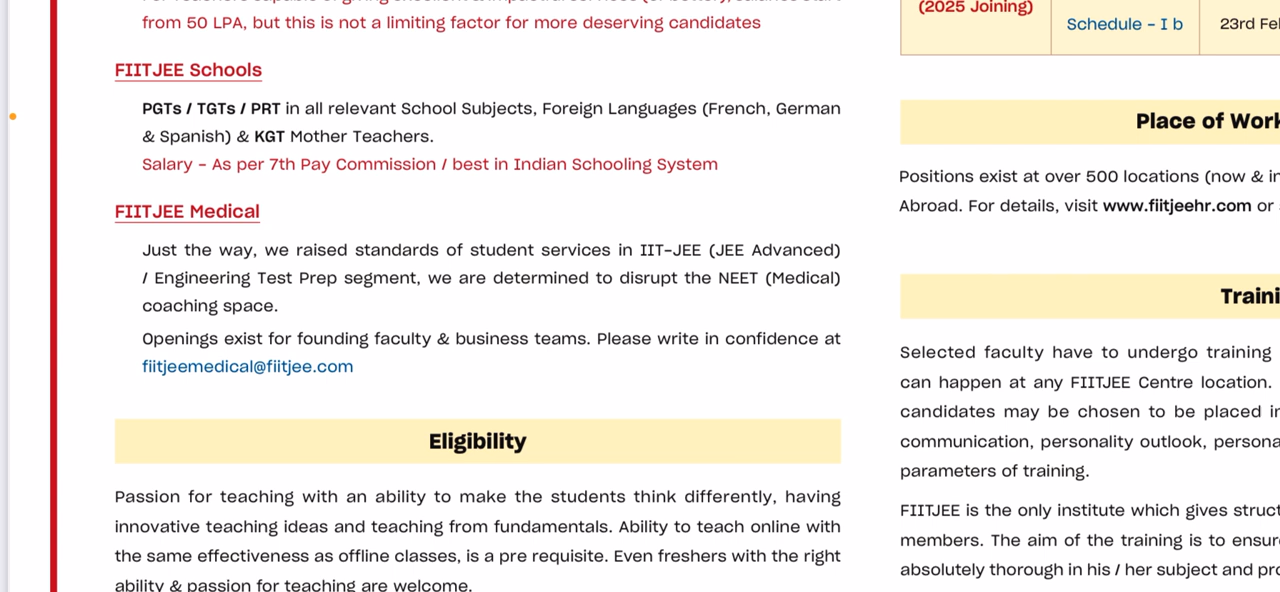 from 50 LPA, but this is not a limiting factor for more deserving candidates
FIITJEE Schools
PGTs / TGTs / PRT in all relevant School Subjects, Foreign Languages (French, German
& Spanish) & KGT Mother Teachers.
Salary - As per 7th Pay Commission / best in Indian Schooling System
FIITJEE Medical
Just the way, we raised standards of student services in IIT-JEE (JEE Advanced)
/ Engineering Test Prep segment, we are determined to disrupt the NEET (Medical)
coaching space.
Openings exist for founding faculty & business teams. Please write in confidence at
fiitjeemedical@fiitjee.com
Eligibility
Passion for teaching with an ability to make the students think differently, having
innovative teaching ideas and teaching from fundamentals. Ability to teach online with
the same effectiveness as offline classes, is a pre requisite. Even freshers with the right
ability & passion for teaching are welcome.
(2025 Joining)
Schedule - I b
23rd
Place of
Positions exist at over 500 locations (now &
Abroad. For details, visit www.fiitjeehr.com or
Selected faculty have to undergo training
can happen at any FIITJEE Centre location.
candidates may be chosen to be placed
communication, personality outlook,
parameters of training.
FIITJEE is the only institute which gives
members. The aim of the training is to
absolutely thorough in his / her subject and